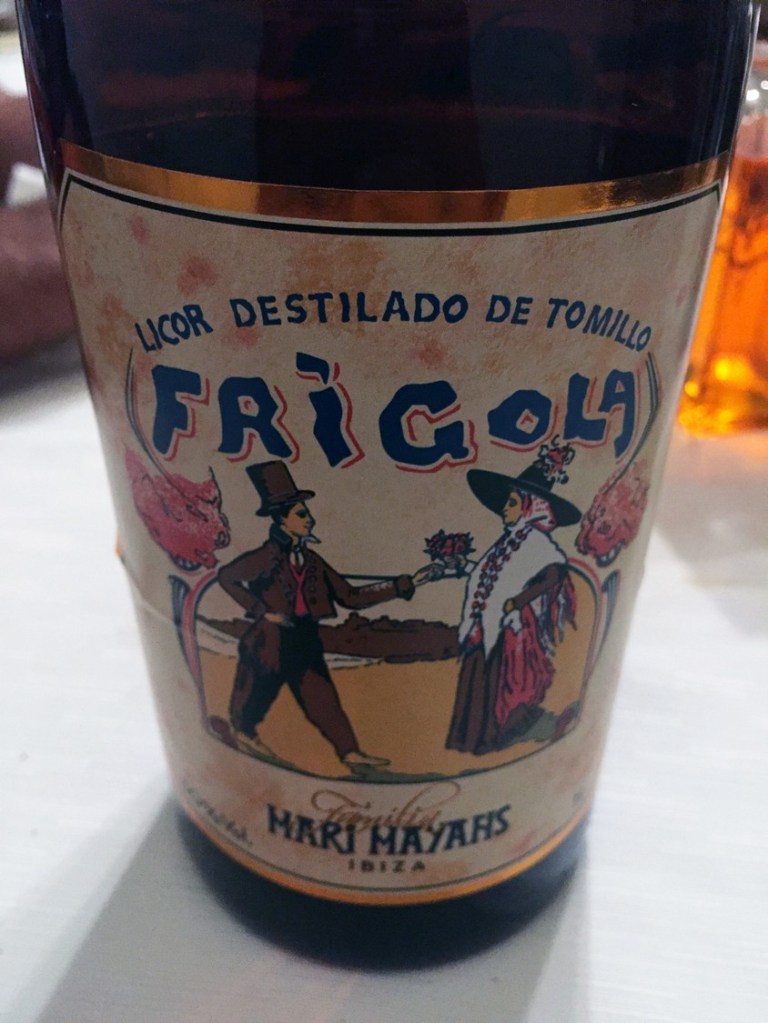 LICOR DESTILADO DE TOMILLO
FRÌGOLA
Familia
MARI MAYANS
IBIZA